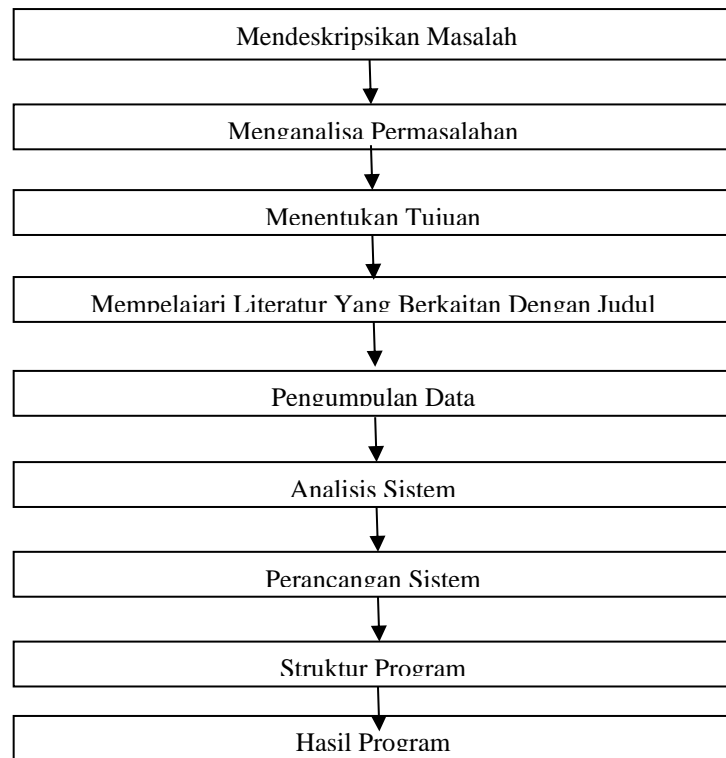 Mendeskripsikan Masalah
Menganalisa Permasalahan
Menentukan Tujuan
Mempelajari Literatur Yang Berkaitan Dengan Judul
Pengumpulan Data
Analisis Sistem
Perancangan Sistem
Struktur Program
Hasil Program